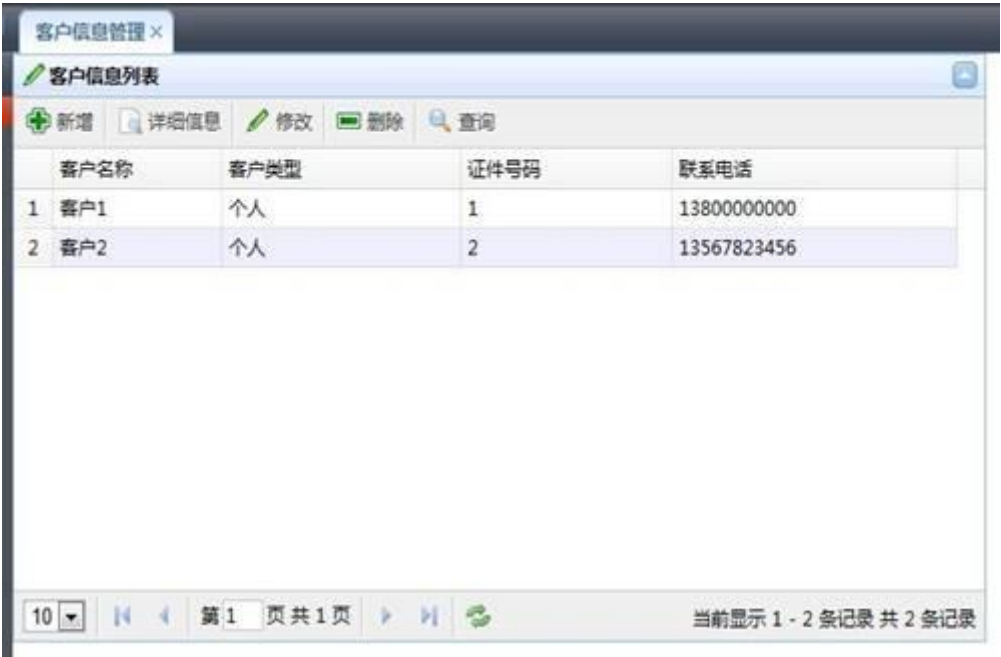 客户信息管理×
客户信息列表
新增 详细信息 修改 删除 查询
客户名称 客户类型 证件号码 联系电话
1 客户1 个人 1 13800000000
2 客户2 个人 2 13567823456
10 第 1 页 共 1 页 当前显示 1 - 2 条记录 共 2 条记录